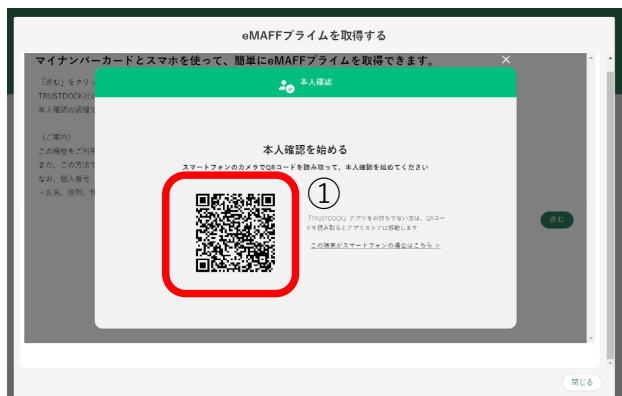 eMAFFプライムを取得する
マイナンバーカードとスマホを使って、簡単にeMAFFプライムを取得できます。
「進む」をクリッ
TRUSTDOCK社
本人確認の過程で
本人確認
(ご案内)
この機能をご利用
また、この方法で
なお、個人番号
・氏名、住所、
本人確認を始める
スマートフォンのカメラでQRコードを読み取って、本人確認を始めてください
①
「TRUSTDOCK」アプリをお持ちでない方は、QRコー
ドを読み取るとアプリストアに移動します
この端末がスマートフォンの場合はこちら >
進む
閉じる